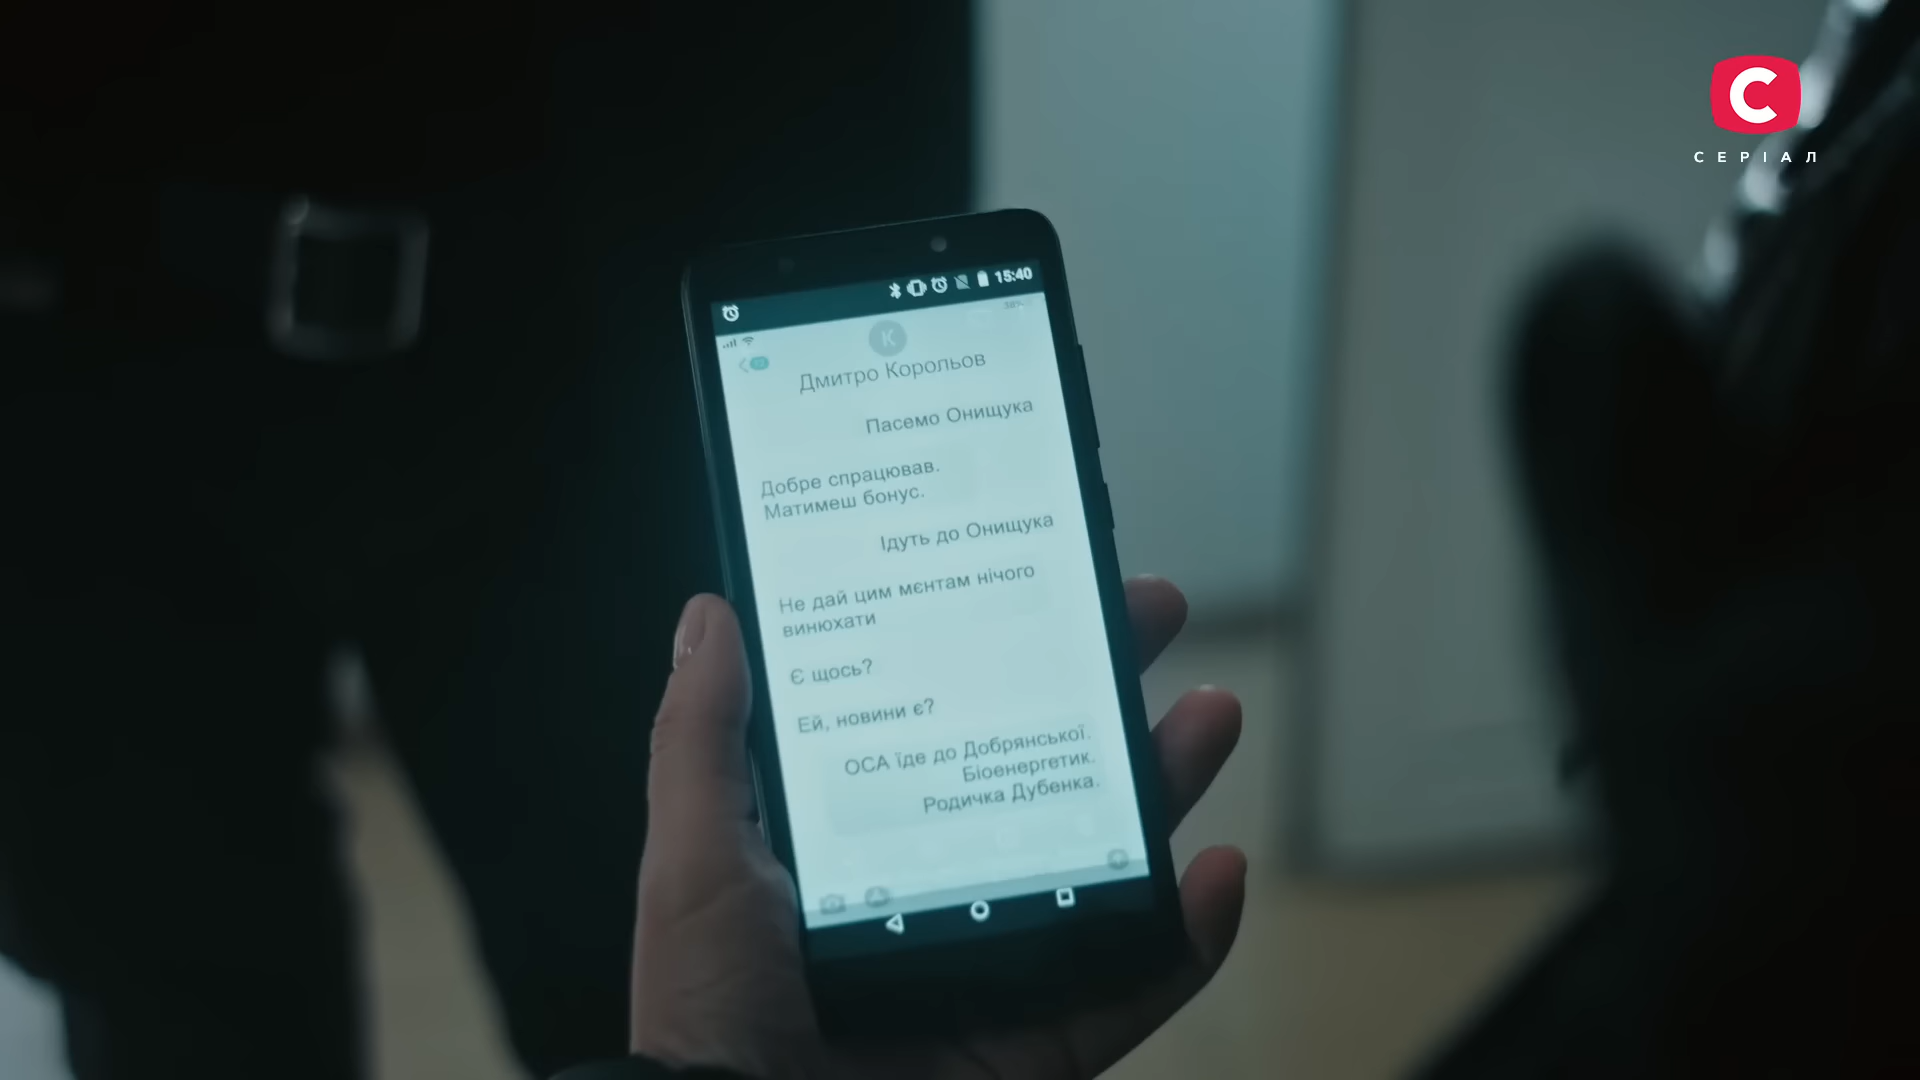 С
СЕРІАЛ
15:40
38%
К
Дмитро Корольов
Пасемо Онищука
Добре спрацював.
Матимеш бонус.
Ідуть до Онищука
Не дай цим мєнтам нічого
винюхати
Є щось?
Ей, новини є?
ОСА їде до Добрянської.
Біоенергетик.
Родичка Дубенка.